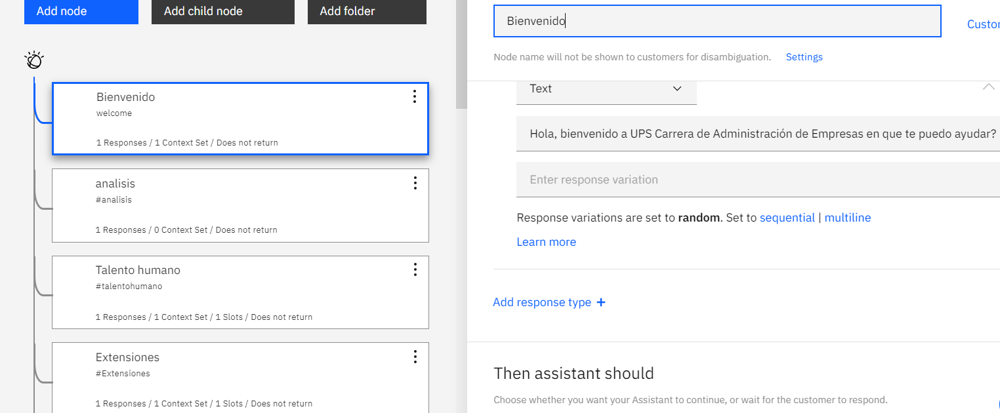 Add node
Add child node
Add folder
Bienvenido
welcome
1 Responses / 1 Context Set / Does not return
analisis
#analisis
1 Responses / 0 Context Set / Does not return
Talento humano
#talentohumano
1 Responses / 1 Context Set / 1 Slots / Does not return
Extensiones
#Extensiones
1 Responses / 1 Context Set / 1 Slots / Does not return
Bienvenido
Node name will not be shown to customers for disambiguation. Settings
Text
Hola, bienvenido a UPS Carrera de Administración de Empresas en que te puedo ayudar?
Enter response variation
Response variations are set to random. Set to sequential | multiline
Learn more
Add response type +
Then assistant should
Choose whether you want your Assistant to continue, or wait for the customer to respond.